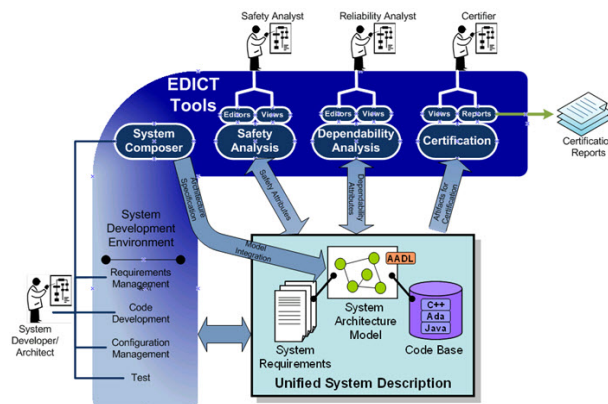 Safety Analyst
Reliability Analyst
Certifier
EDICT
Tools
Editors
Views
Editors
Views
Views
Reports
System
Composer
Safety
Analysis
Dependability
Analysis
Certification
Certification
Reports
Architecture
Specification
Safety
Attributes
Dependability
Attributes
Artifacts for
Certification
System
Development
Environment
Model
Integration
Requirements
Management
Code
Development
Configuration
Management
Test
System
Developer/
Architect
AADL
System
Architecture
Model
C++
Ada
Java
System
Requirements
Code Base
Unified System Description